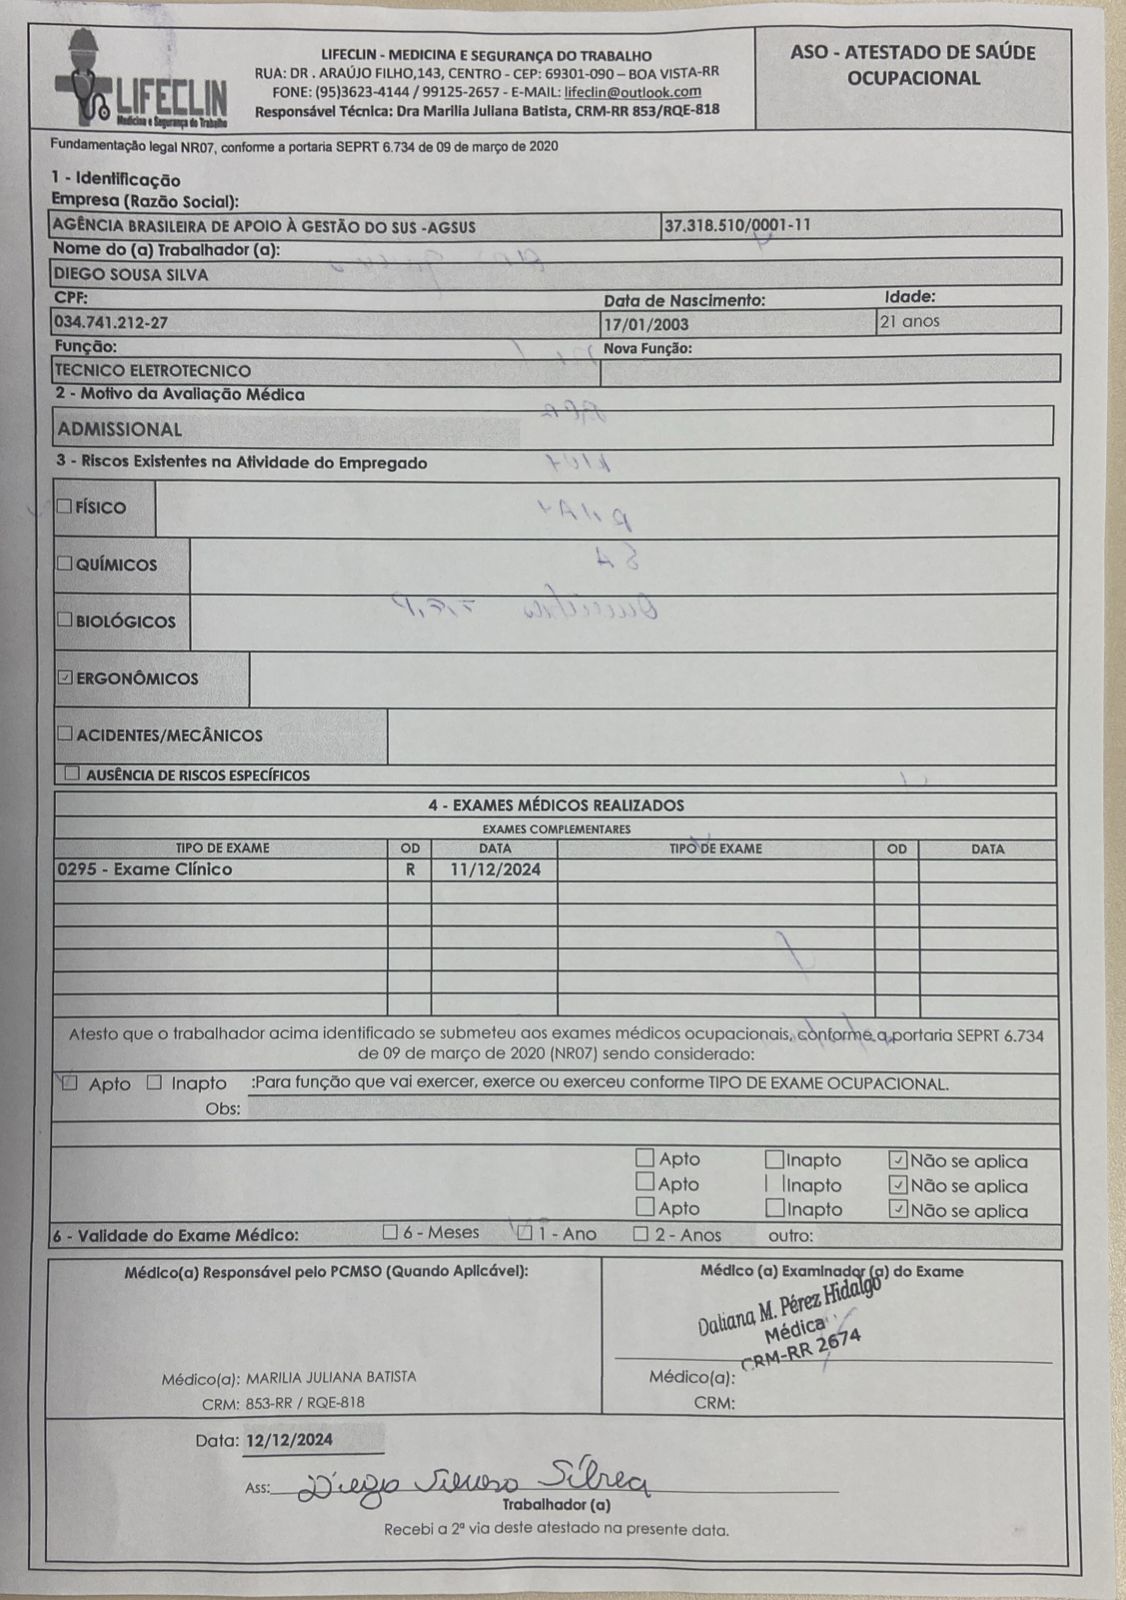 LIFECLIN
Medicina e Segurança do Trabalho
LIFECLIN - MEDICINA E SEGURANÇA DO TRABALHO
RUA: DR . ARAÚJO FILHO,143, CENTRO - CEP: 69301-090 – BOA VISTA-RR
FONE: (95)3623-4144 / 99125-2657 - E-MAIL: lifeclin@outlook.com
Responsável Técnica: Dra Marilia Juliana Batista, CRM-RR 853/RQE-818
ASO - ATESTADO DE SAÚDE
OCUPACIONAL
Fundamentação legal NR07, conforme a portaria SEPRT 6.734 de 09 de março de 2020
1 - Identificação
Empresa (Razão Social):
AGÊNCIA BRASILEIRA DE APOIO À GESTÃO DO SUS -AGSUS 37.318.510/0001-11
Nome do (a) Trabalhador (a):
DIEGO SOUSA SILVA
CPF: Data de Nascimento: Idade:
034.741.212-27 17/01/2003 21 anos
Função: Nova Função:
TECNICO ELETROTECNICO
2 - Motivo da Avaliação Médica
ADMISSIONAL
3 - Riscos Existentes na Atividade do Empregado
☐ FÍSICO
☐ QUÍMICOS
☐ BIOLÓGICOS
☑ ERGONÔMICOS
☐ ACIDENTES/MECÂNICOS
☐ AUSÊNCIA DE RISCOS ESPECÍFICOS
4 - EXAMES MÉDICOS REALIZADOS
EXAMES COMPLEMENTARES
TIPO DE EXAME OD DATA TIPO DE EXAME OD DATA
0295 - Exame Clínico R 11/12/2024
Atesto que o trabalhador acima identificado se submeteu aos exames médicos ocupacionais, conforme a portaria SEPRT 6.734
de 09 de março de 2020 (NR07) sendo considerado:
☑ Apto ☐ Inapto :Para função que vai exercer, exerce ou exerceu conforme TIPO DE EXAME OCUPACIONAL.
Obs:
☐ Apto ☐ Inapto ☑ Não se aplica
☐ Apto ☐ Inapto ☑ Não se aplica
☐ Apto ☐ Inapto ☑ Não se aplica
6 - Validade do Exame Médico: ☐ 6 - Meses ☑ 1 - Ano ☐ 2 - Anos outro:
Médico(a) Responsável pelo PCMSO (Quando Aplicável): Médico (a) Examinador (a) do Exame
Daliana M. Pérez Hidalgo
Médica
CRM-RR 2674
Médico(a): MARILIA JULIANA BATISTA Médico(a):
CRM: 853-RR / RQE-818 CRM:
Data: 12/12/2024
Ass: Diego Sousa Silva
Trabalhador (a)
Recebi a 2ª via deste atestado na presente data.